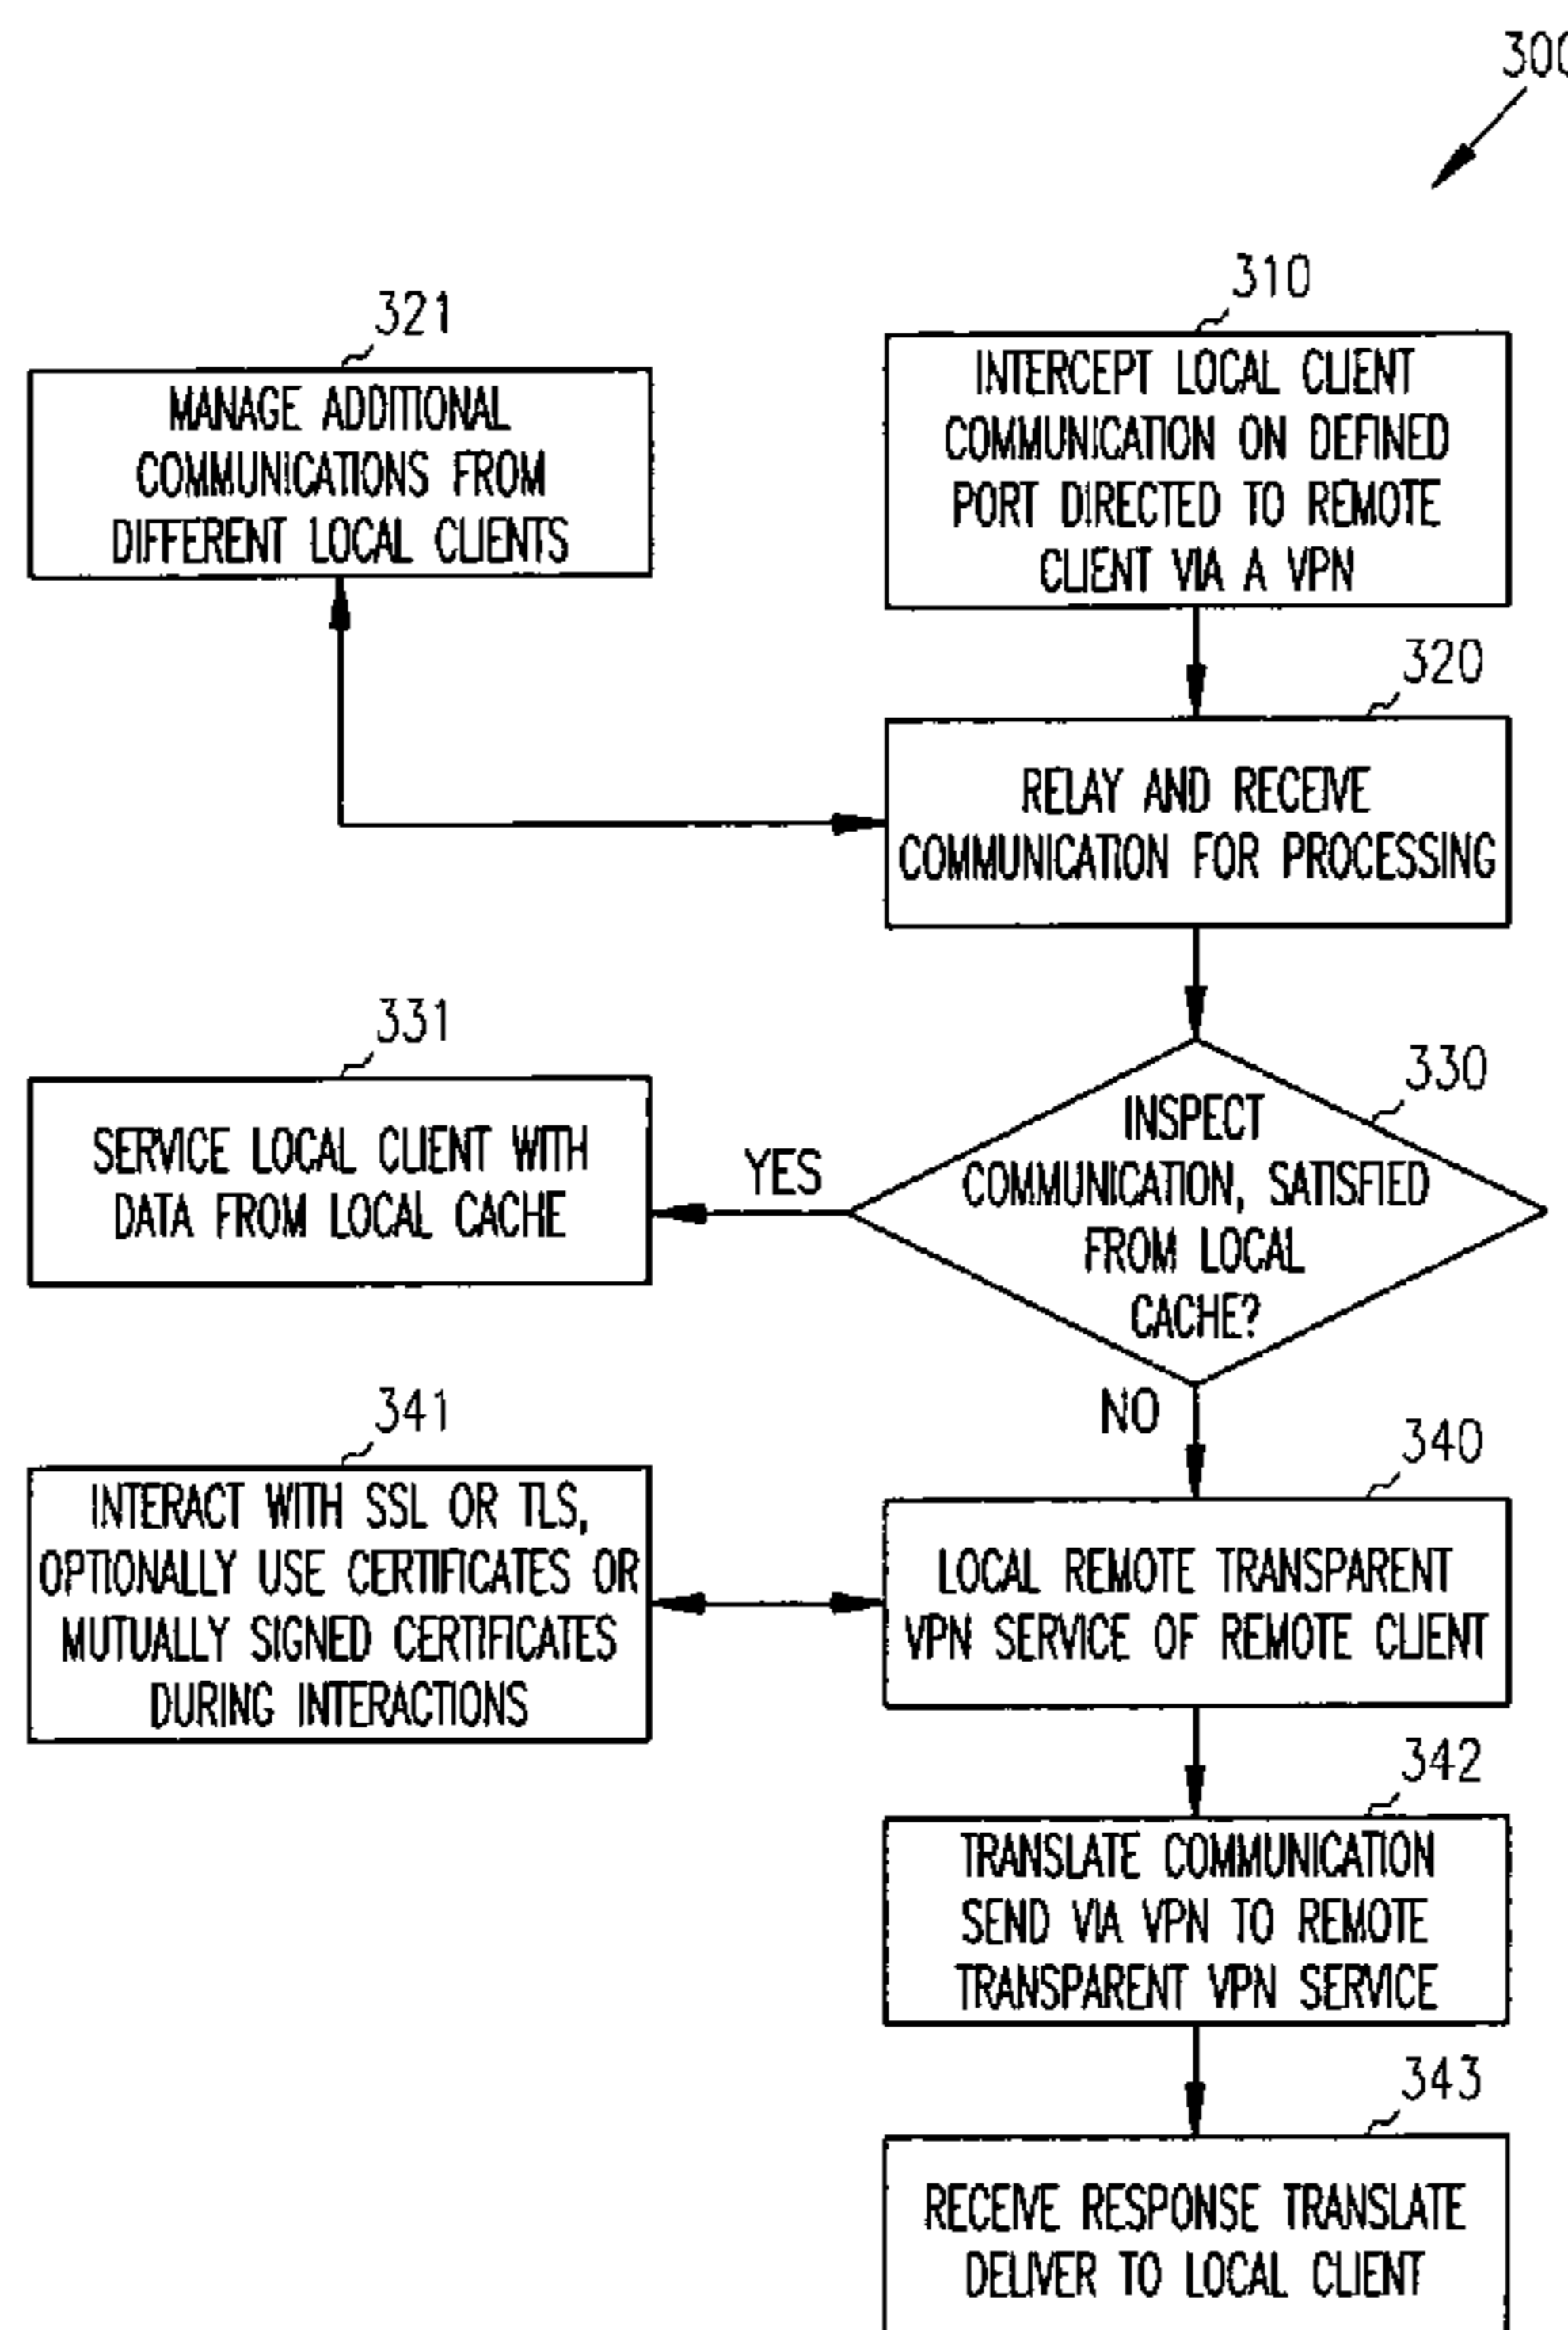 300
310
INTERCEPT LOCAL CLIENT
COMMUNICATION ON DEFINED
PORT DIRECTED TO REMOTE
CLIENT VIA A VPN
321
MANAGE ADDITIONAL
COMMUNICATIONS FROM
DIFFERENT LOCAL CLIENTS
320
RELAY AND RECEIVE
COMMUNICATION FOR PROCESSING
330
INSPECT
COMMUNICATION, SATISFIED
FROM LOCAL
CACHE?
YES
331
SERVICE LOCAL CLIENT WITH
DATA FROM LOCAL CACHE
NO
340
LOCAL REMOTE TRANSPARENT
VPN SERVICE OF REMOTE CLIENT
341
INTERACT WITH SSL OR TLS,
OPTIONALLY USE CERTIFICATES OR
MUTUALLY SIGNED CERTIFICATES
DURING INTERACTIONS
342
TRANSLATE COMMUNICATION
SEND VIA VPN TO REMOTE
TRANSPARENT VPN SERVICE
343
RECEIVE RESPONSE TRANSLATE
DELIVER TO LOCAL CLIENT